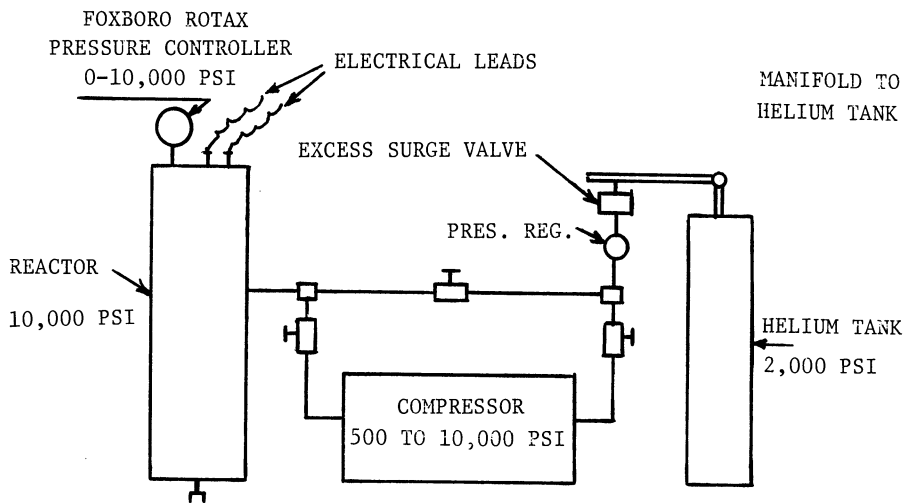 FOXBORO ROTAX
PRESSURE CONTROLLER
0-10,000 PSI
ELECTRICAL LEADS
MANIFOLD TO
HELIUM TANK
EXCESS SURGE VALVE
PRES. REG.
REACTOR
10,000 PSI
HELIUM TANK
2,000 PSI
COMPRESSOR
500 TO 10,000 PSI